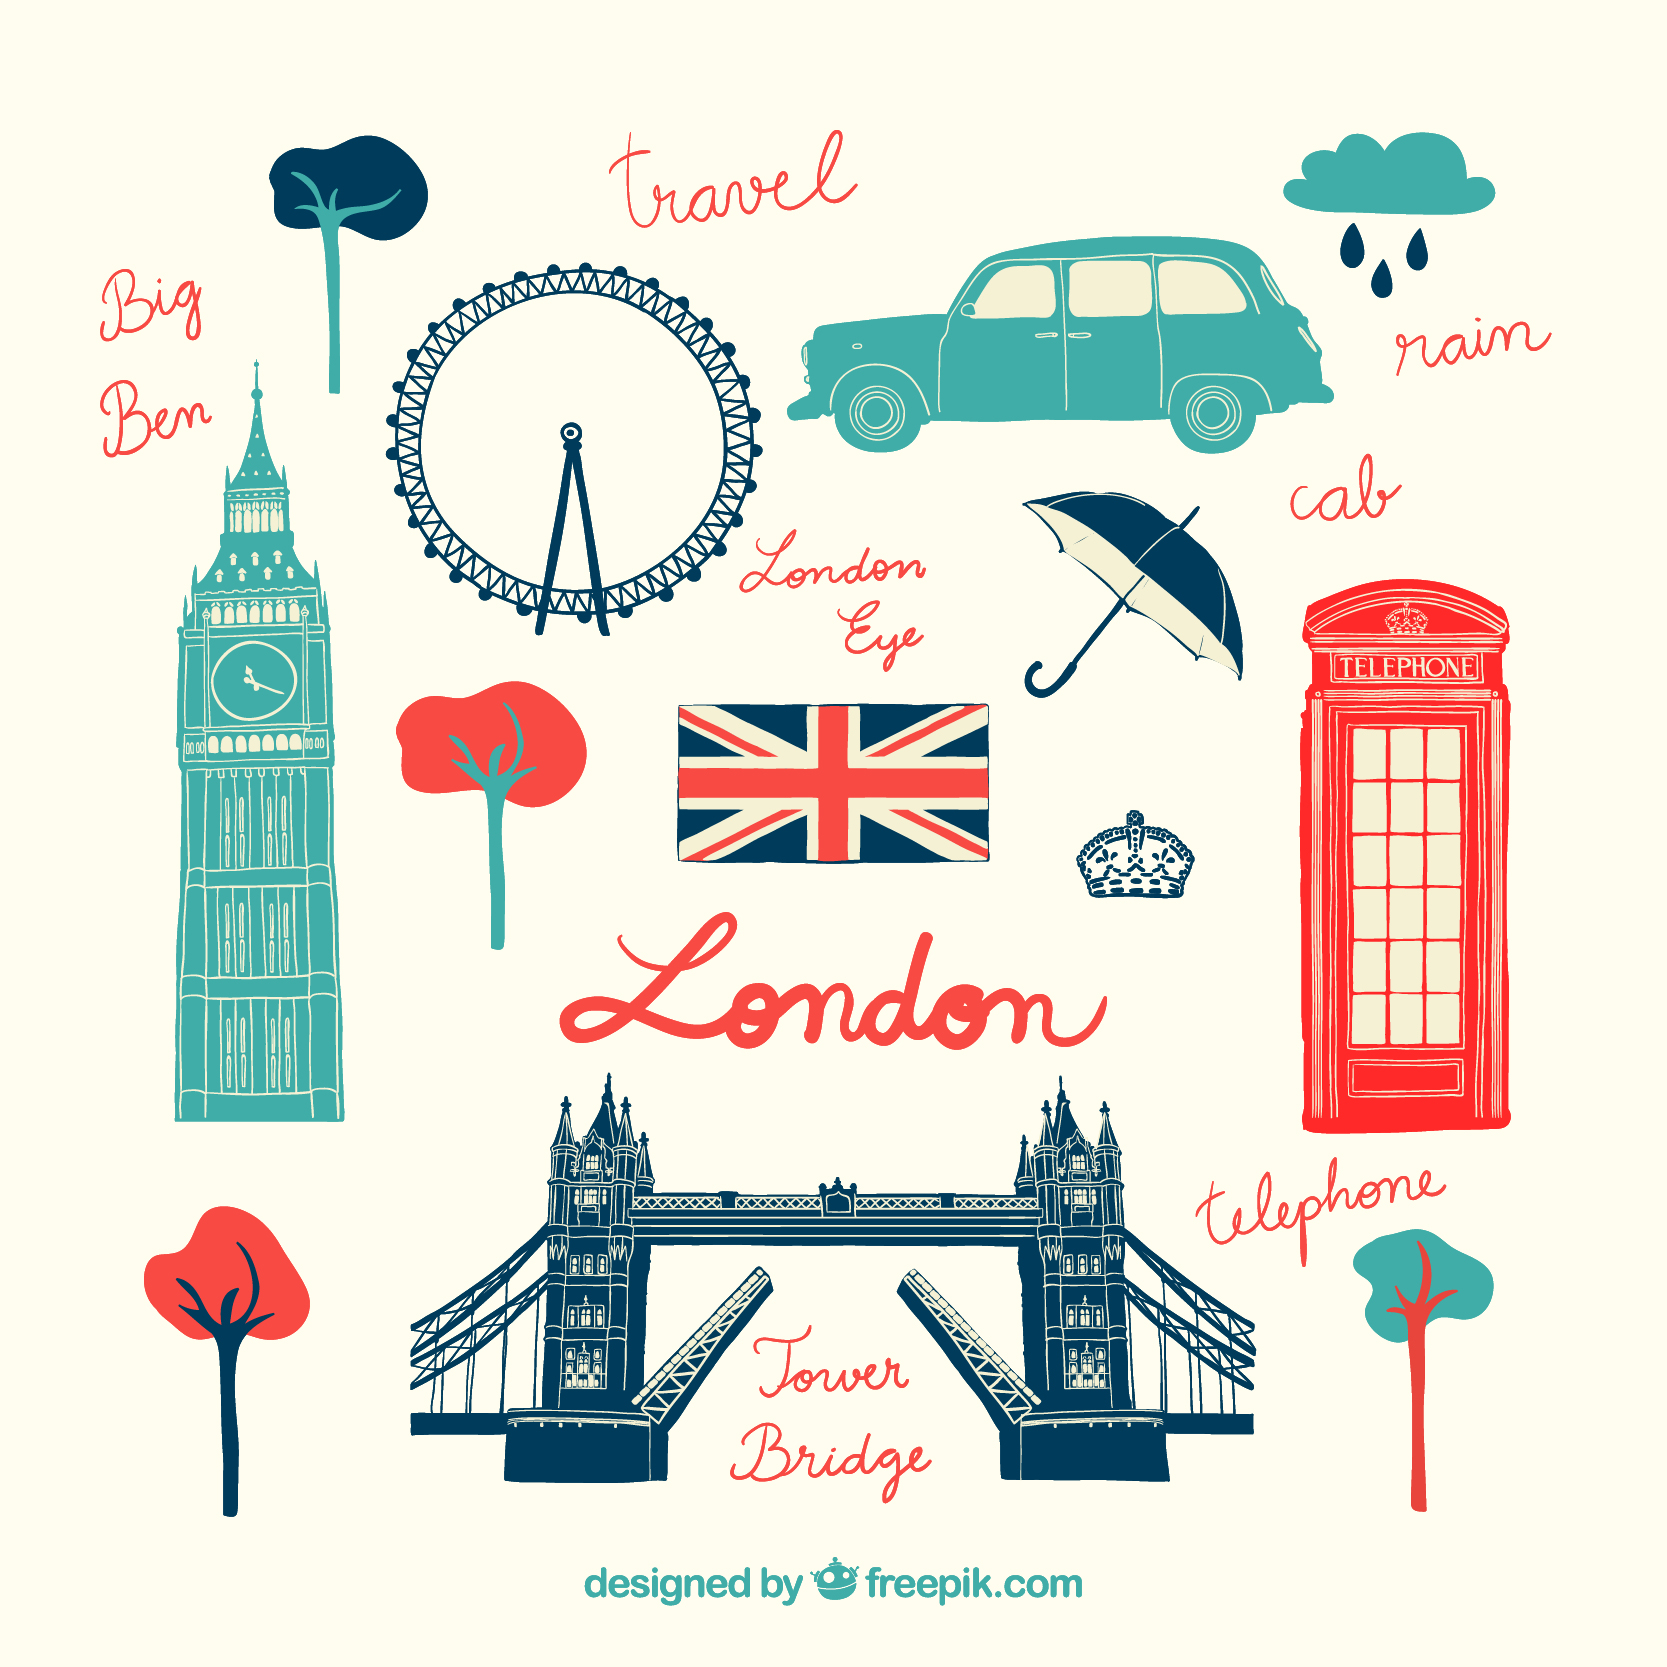 travel
Big
Ben
rain
cab
London
Eye
TELEPHONE
London
telephone
Tower
Bridge
designed by freepik.com